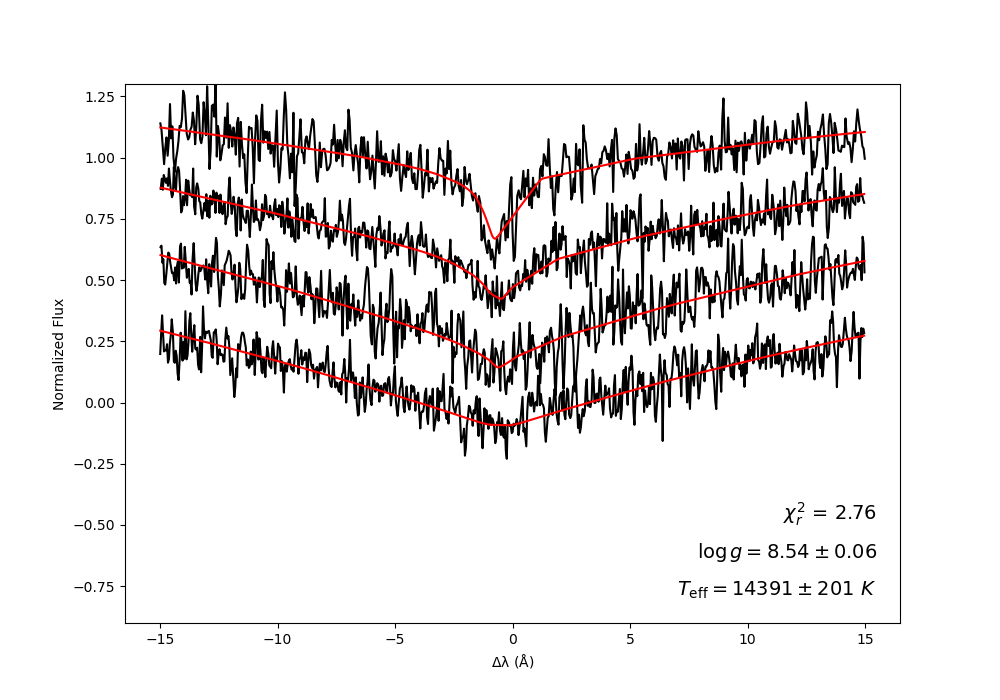 1.25
1.00
0.75
0.50
0.25
0.00
−0.25
−0.50
−0.75
Normalized Flux
χ²ᵣ = 2.76
log g = 8.54 ± 0.06
T_eff = 14391 ± 201 K
−15 −10 −5 0 5 10 15
Δλ (Å)